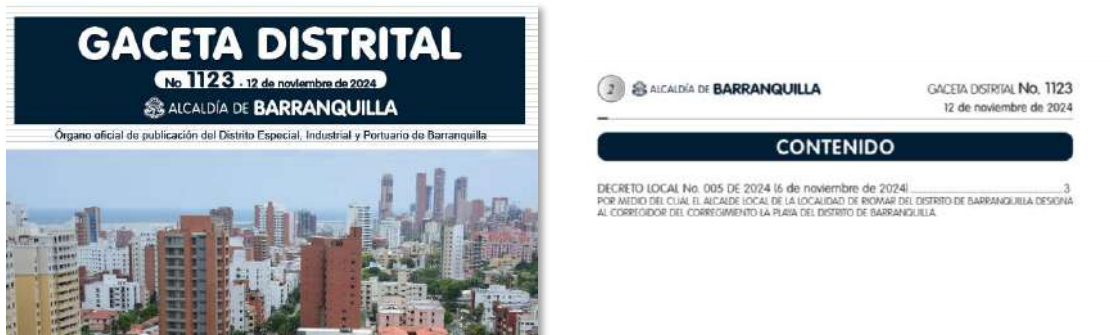 GACETA DISTRITAL
No 1123 - 12 de noviembre de 2024
ALCALDÍA DE BARRANQUILLA
Órgano oficial de publicación del Distrito Especial, Industrial y Portuario de Barranquilla
2 ALCALDÍA DE BARRANQUILLA
GACETA DISTRITAL No. 1123
12 de noviembre de 2024
CONTENIDO
DECRETO LOCAL No. 005 DE 2024 (6 de noviembre de 2024) 3
POR MEDIO DEL CUAL EL ALCALDE LOCAL DE LA LOCALIDAD DE RIOMAR DEL DISTRITO DE BARRANQUILLA DESIGNA
AL CORREGIDOR DEL CORREGIMIENTO LA PLAYA DEL DISTRITO DE BARRANQUILLA.